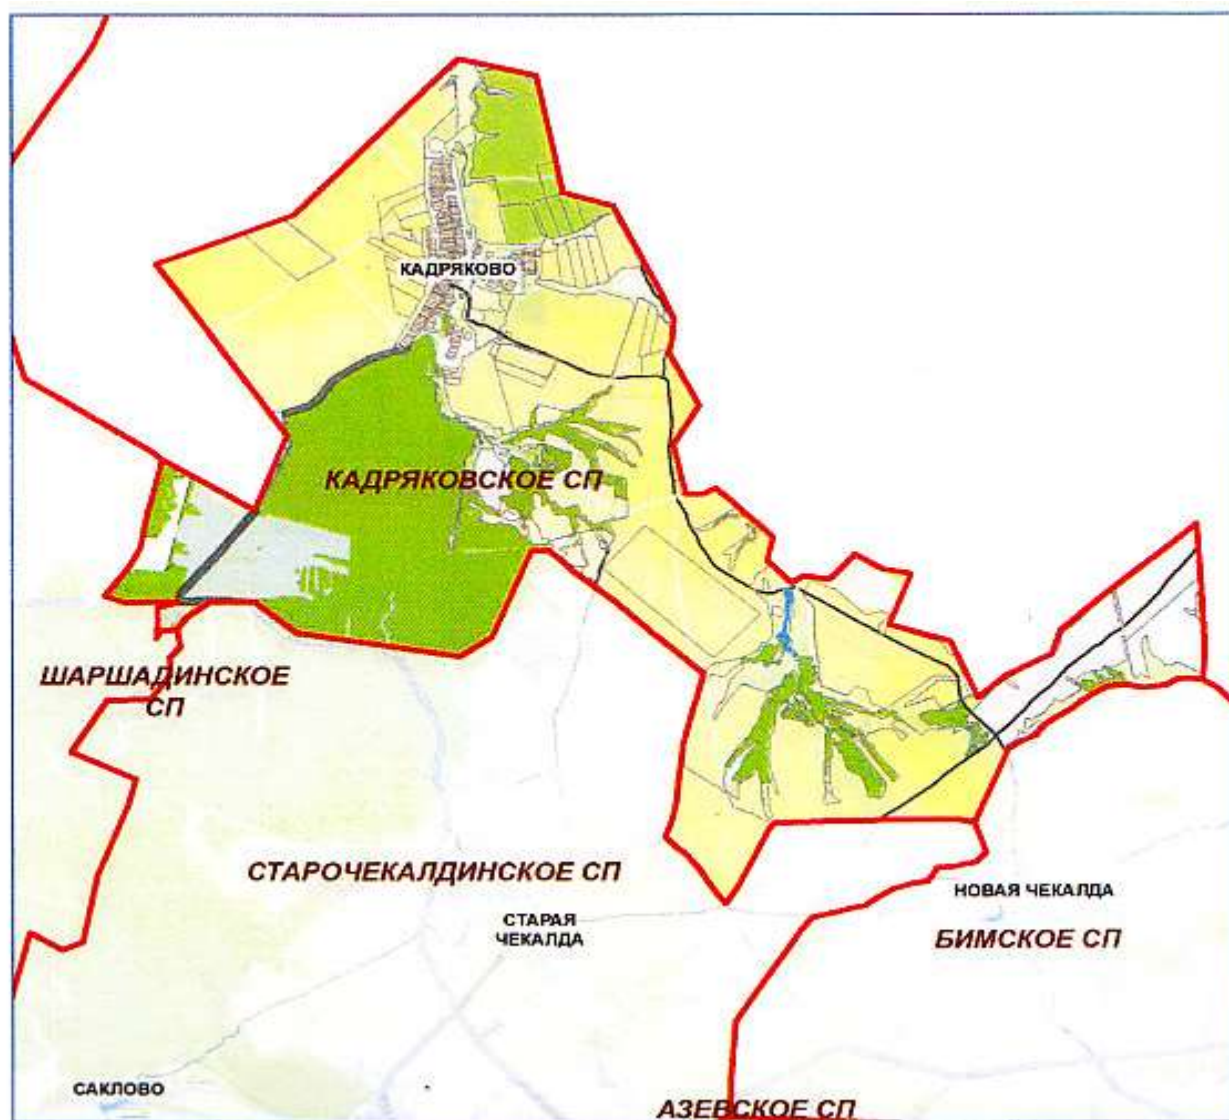 КАДРЯКОВО
КАДРЯКОВСКОЕ СП
ШАРШАДИНСКОЕ
СП
СТАРОЧЕКАЛДИНСКОЕ СП
НОВАЯ ЧЕКАЛДА
СТАРАЯ
ЧЕКАЛДА
БИМСКОЕ СП
САКЛОВО
АЗЕВСКОЕ СП